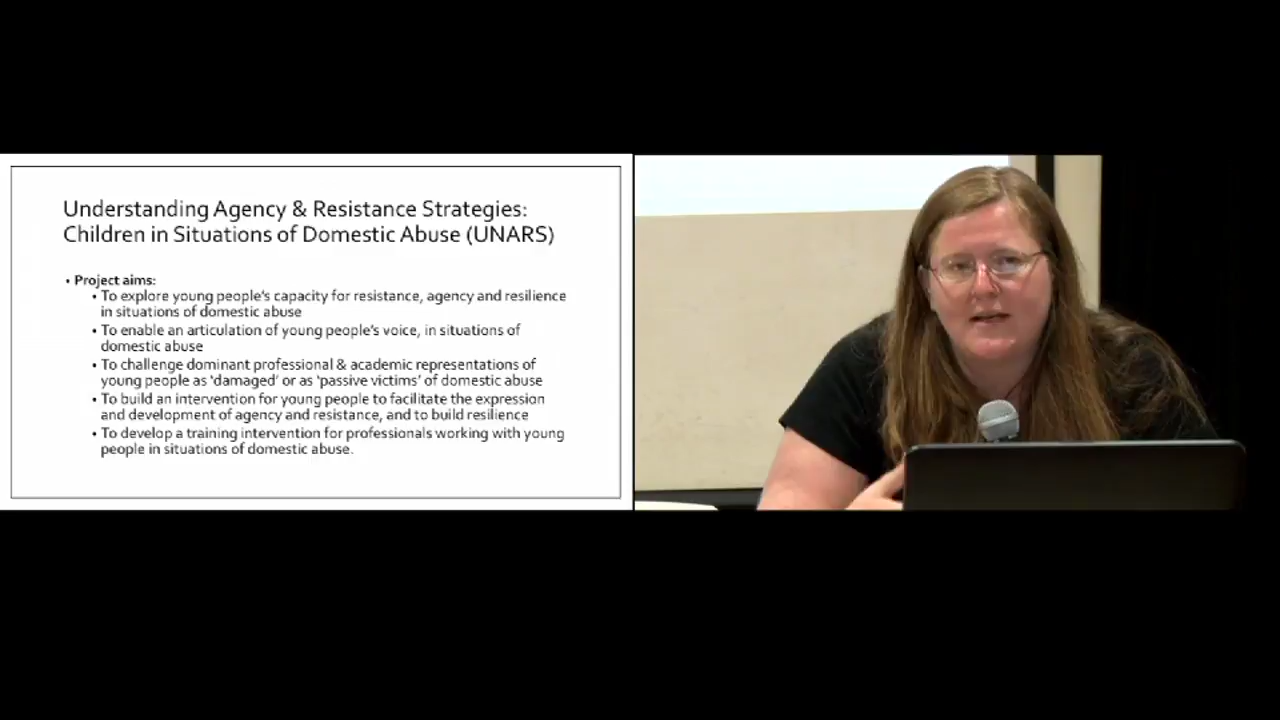 Understanding Agency & Resistance Strategies:
Children in Situations of Domestic Abuse (UNARS)
• Project aims:
• To explore young people's capacity for resistance, agency and resilience
in situations of domestic abuse
• To enable an articulation of young people's voice, in situations of
domestic abuse
• To challenge dominant professional & academic representations of
young people as 'damaged' or as 'passive victims' of domestic abuse
• To build an intervention for young people to facilitate the expression
and development of agency and resistance, and to build resilience
• To develop a training intervention for professionals working with young
people in situations of domestic abuse.